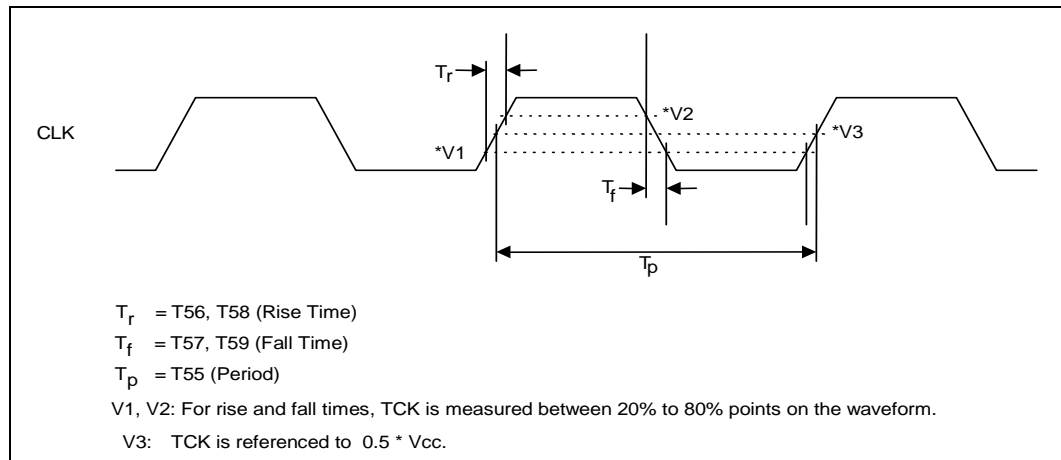 Tr
*V2
CLK
*V3
*V1
Tf
Tp
Tr = T56, T58 (Rise Time)
Tf = T57, T59 (Fall Time)
Tp = T55 (Period)
V1, V2: For rise and fall times, TCK is measured between 20% to 80% points on the waveform.
V3: TCK is referenced to 0.5 * Vcc.